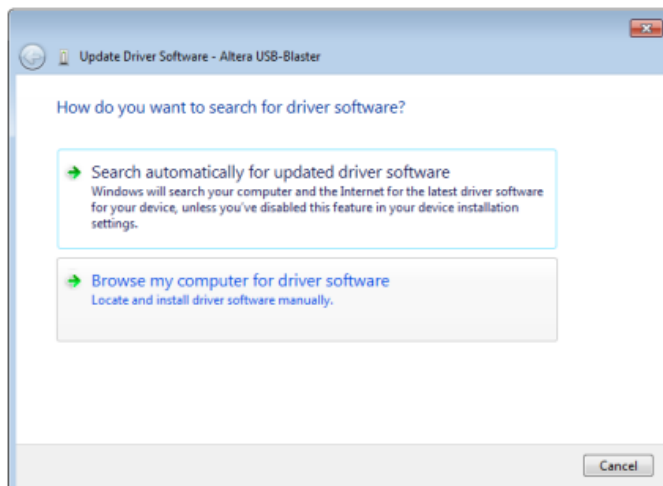 Update Driver Software - Altera USB-Blaster
How do you want to search for driver software?
Search automatically for updated driver software
Windows will search your computer and the Internet for the latest driver software
for your device, unless you've disabled this feature in your device installation
settings.
Browse my computer for driver software
Locate and install driver software manually.
Cancel